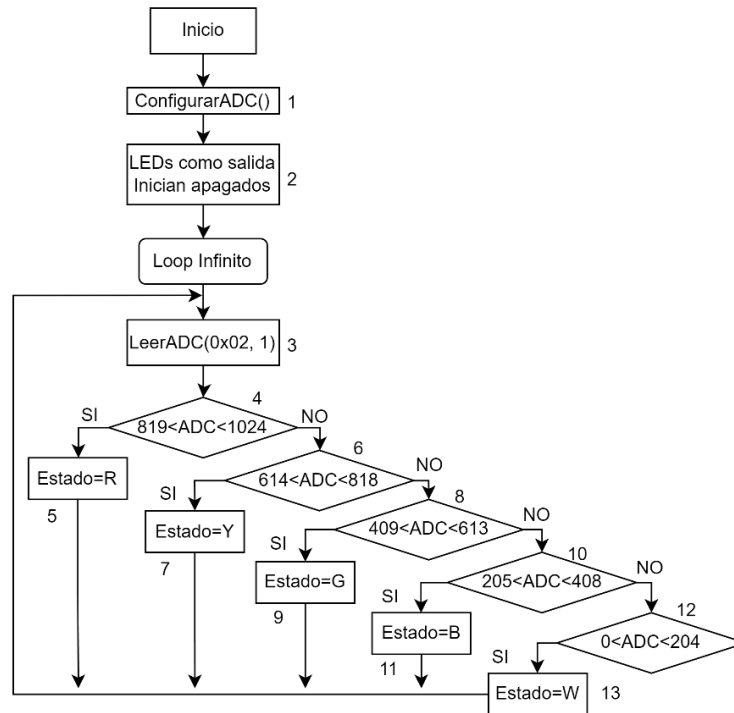 Inicio
ConfigurarADC()
1
LEDs como salida
Inician apagados
2
Loop Infinito
LeerADC(0x02, 1)
3
4
SI
819<ADC<1024
NO
Estado=R
5
6
SI
614<ADC<818
NO
Estado=Y
7
8
SI
409<ADC<613
NO
Estado=G
9
10
SI
205<ADC<408
NO
Estado=B
11
12
SI
0<ADC<204
Estado=W
13